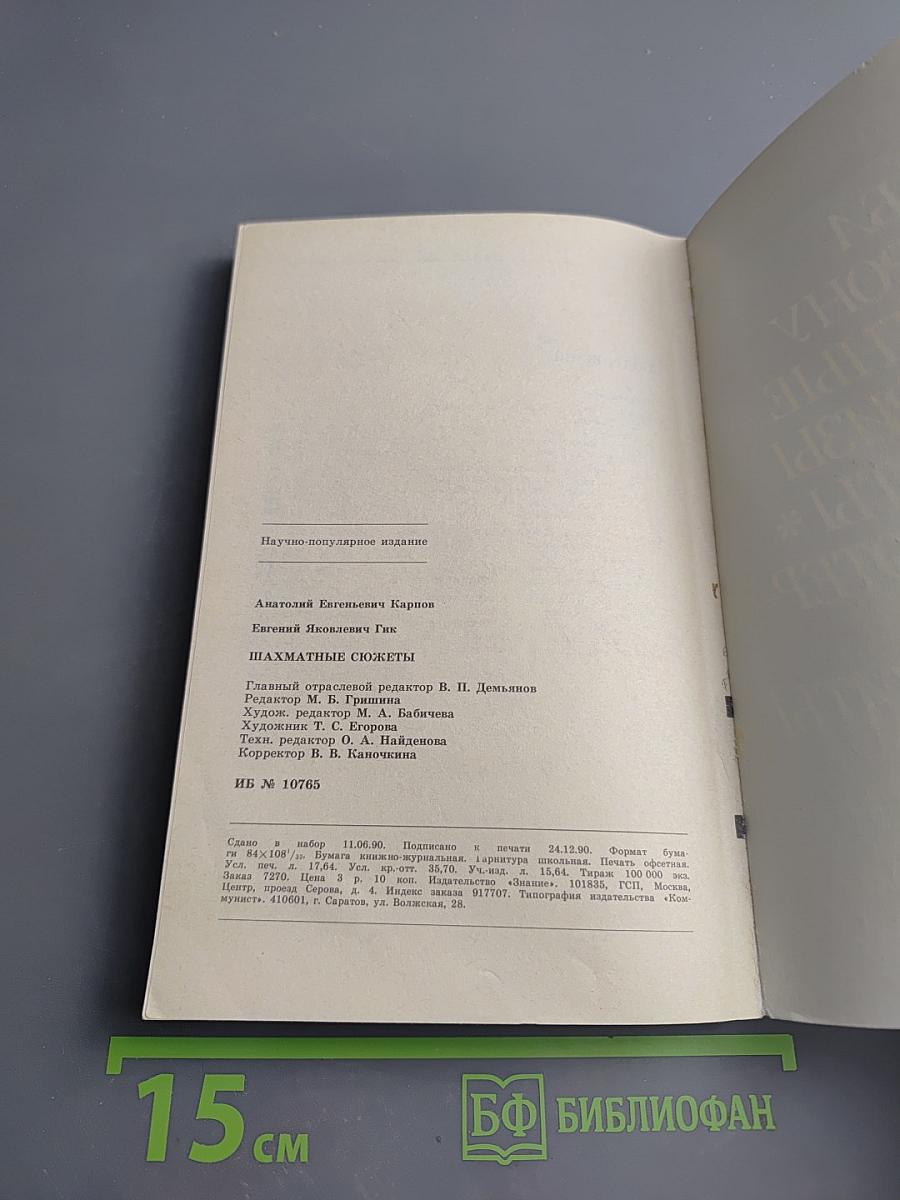 Научно-популярное издание
Анатолий Евгеньевич Карпов
Евгений Яковлевич Гик
ШАХМАТНЫЕ СЮЖЕТЫ
Главный отраслевой редактор В. П. Демьянов
Редактор М. Б. Гришина
Худож. редактор М. А. Бабичева
Художник Т. С. Егорова
Техн. редактор О. А. Найденова
Корректор В. В. Каночкина
ИБ № 10765
Сдано в набор 11.06.90. Подписано к печати 24.12.90. Формат бума-
ги 84×108¹/₃₂. Бумага книжно-журнальная. Гарнитура школьная. Печать офсетная.
Усл. печ. л. 17,64. Усл. кр.-отт. 35,70. Уч.-изд. л. 15,64. Тираж 100 000 экз.
Заказ 7270. Цена 3 р. 10 коп. Издательство «Знание». 101835, ГСП, Москва,
Центр, проезд Серова, д. 4. Индекс заказа 917707. Типография издательства «Ком-
мунист». 410601, г. Саратов, ул. Волжская, 28.
15 см
БФ БИБЛИОФАН